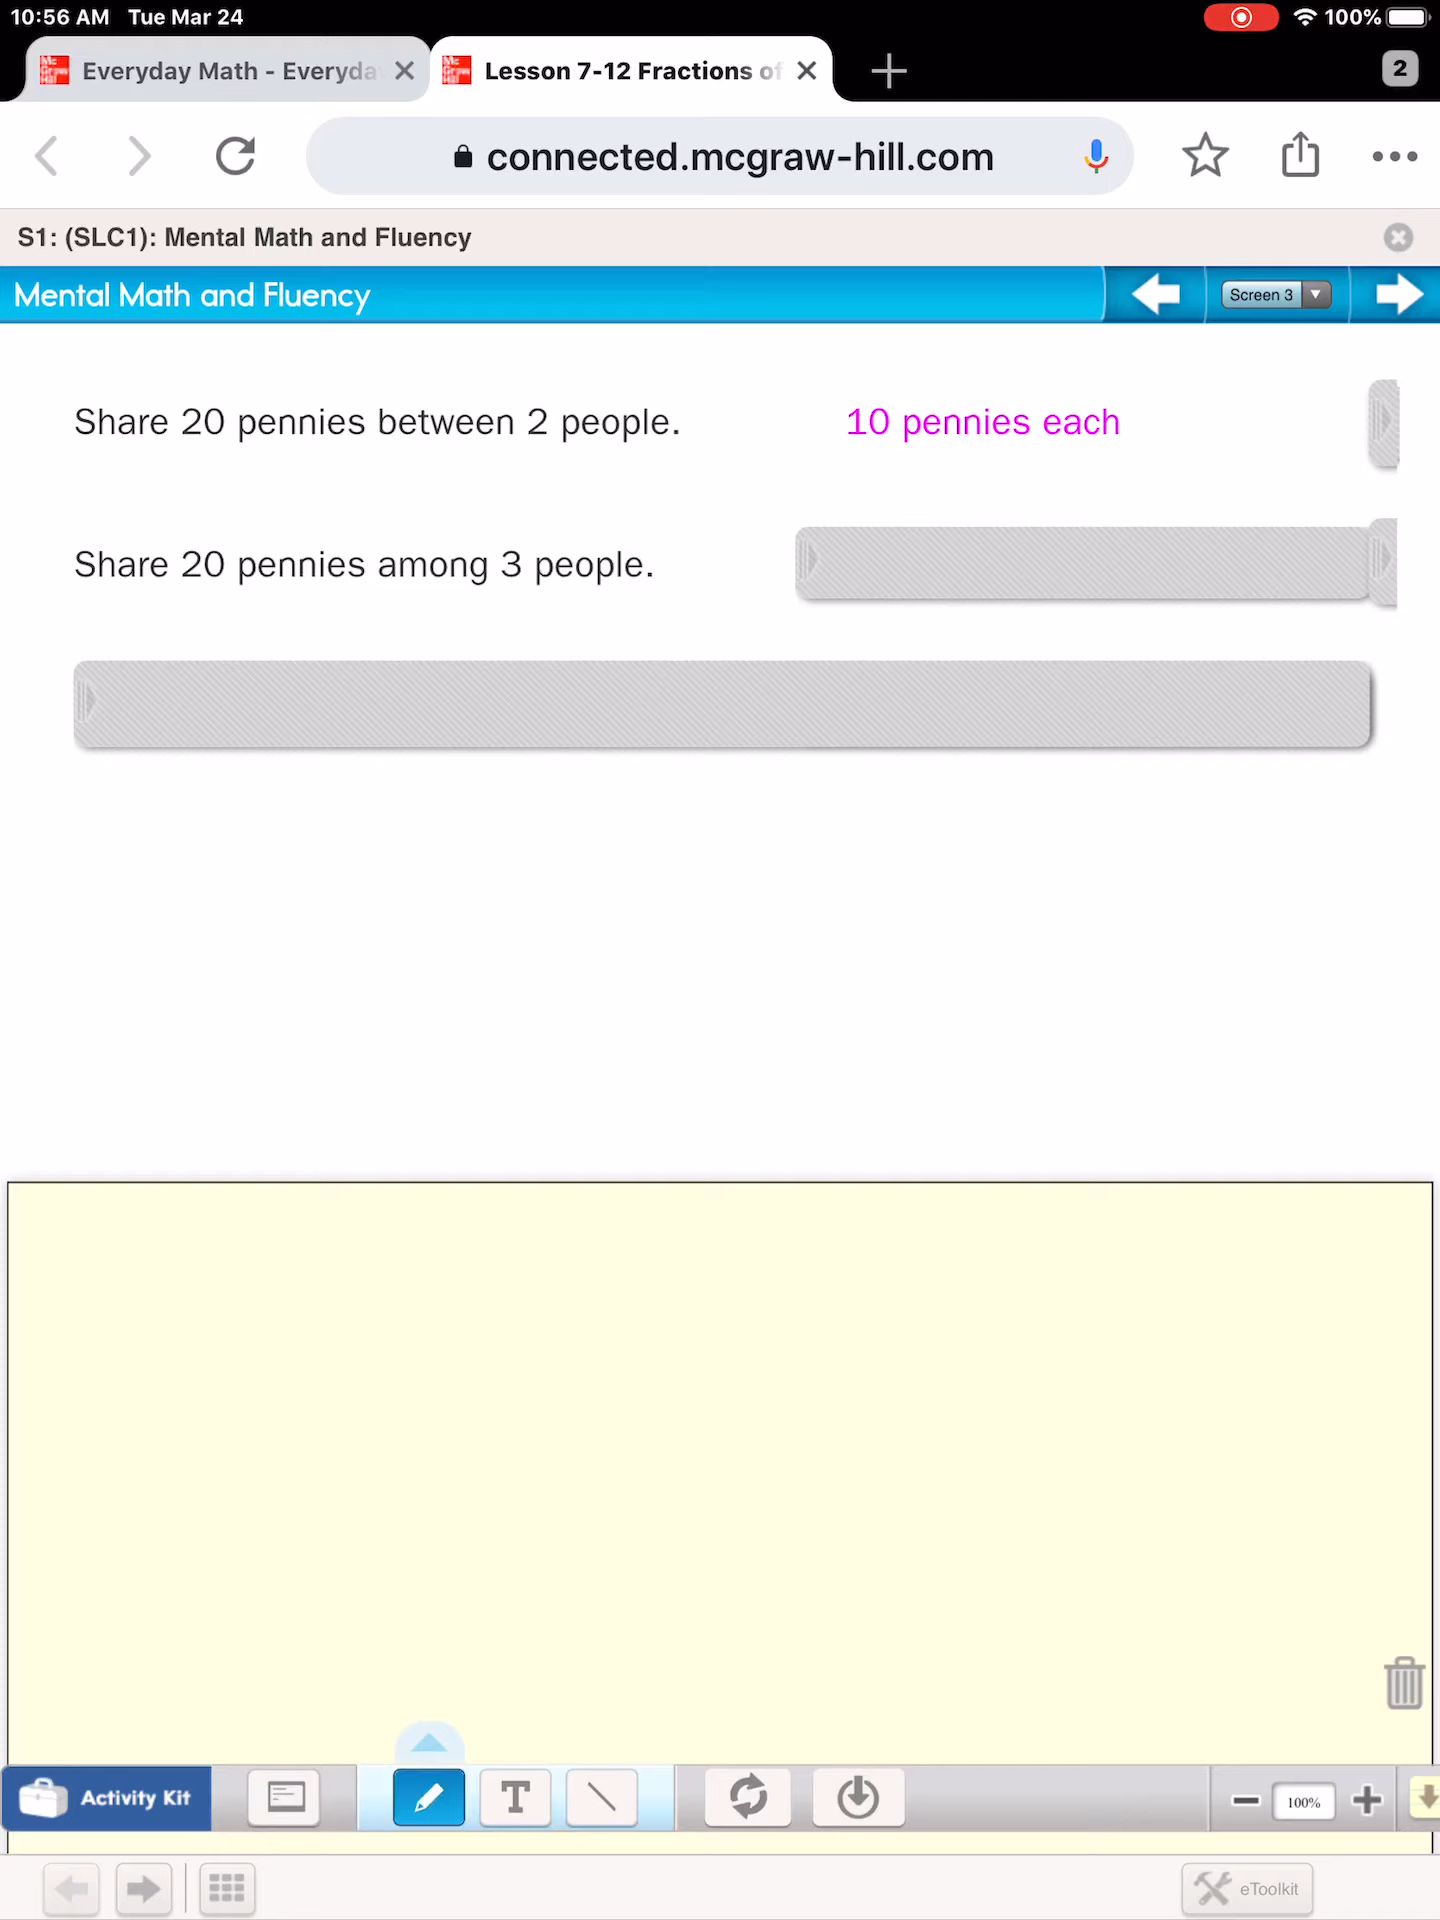 10:56 AM Tue Mar 24 100%
Everyday Math - Everyda
Lesson 7-12 Fractions of
2
connected.mcgraw-hill.com
S1: (SLC1): Mental Math and Fluency
Mental Math and Fluency
Screen 3
Share 20 pennies between 2 people. 10 pennies each
Share 20 pennies among 3 people.
Activity Kit
T
100%
eToolkit